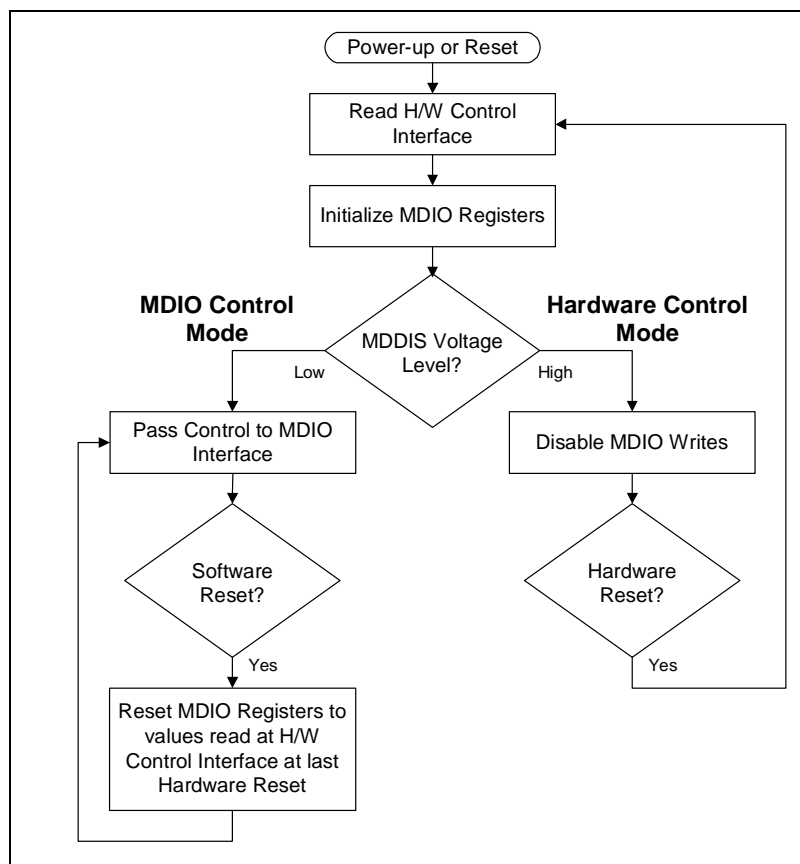 Power-up or Reset
Read H/W Control
Interface
Initialize MDIO Registers
MDIO Control
Mode
Hardware Control
Mode
MDDIS Voltage
Level?
Low
High
Pass Control to MDIO
Interface
Disable MDIO Writes
Software
Reset?
Hardware
Reset?
Yes
Yes
Reset MDIO Registers to
values read at H/W
Control Interface at last
Hardware Reset